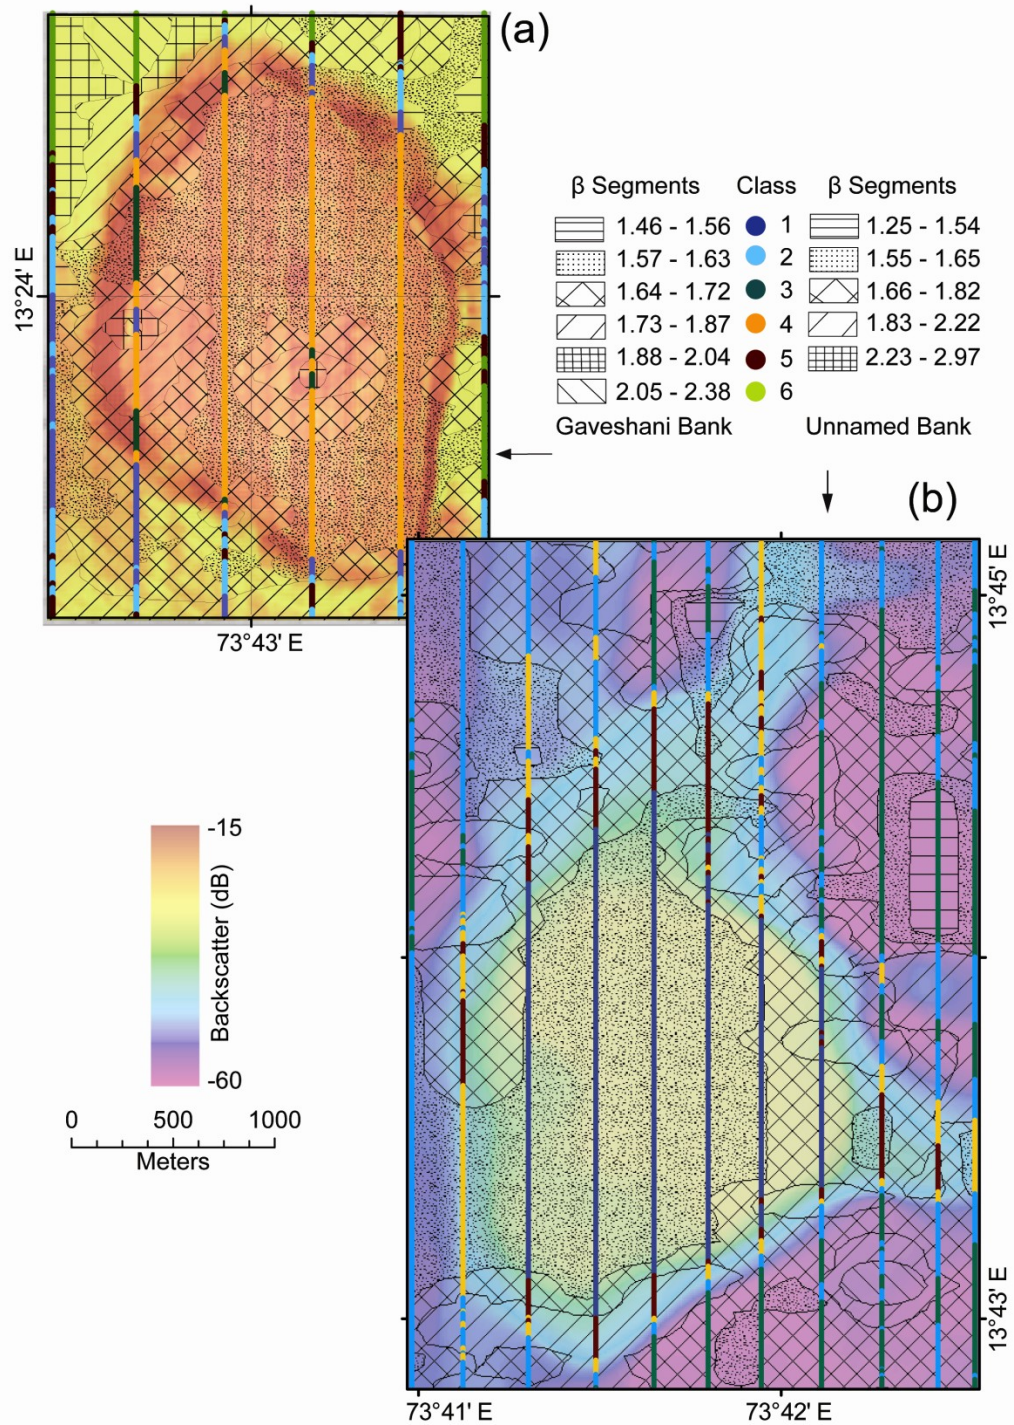 (a)
13°24' E
73°43' E
β Segments Class β Segments
1.46 - 1.56 1 1.25 - 1.54
1.57 - 1.63 2 1.55 - 1.65
1.64 - 1.72 3 1.66 - 1.82
1.73 - 1.87 4 1.83 - 2.22
1.88 - 2.04 5 2.23 - 2.97
2.05 - 2.38 6
Gaveshani Bank Unnamed Bank
(b)
13°45' E
13°43' E
73°41' E 73°42' E
-15
Backscatter (dB)
-60
0 500 1000
Meters